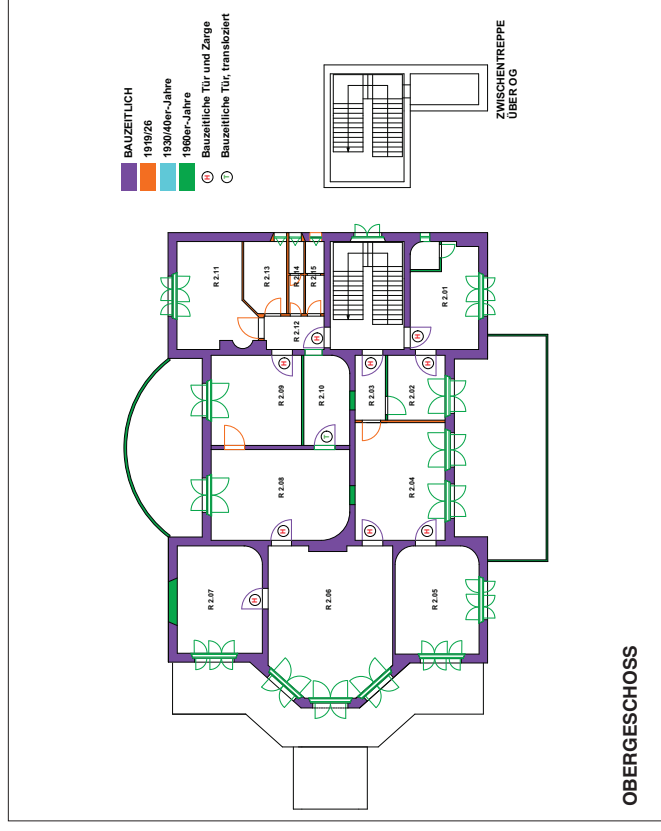 BAUZEITLICH
1919/26
1930/40er-Jahre
1960er-Jahre
H Bauzeitliche Tür und Zarge
T Bauzeitliche Tür, transloziert
R 2.07
H
R 2.11
R 2.13
R 2.14
R 2.15
R 2.12
H
R 2.09
H
R 2.10
T
R 2.08
H
R 2.06
R 2.03
H
R 2.02
H
R 2.04
H
H
R 2.05
R 2.01
H
ZWISCHENTREPPE
ÜBER OG
OBERGESCHOSS